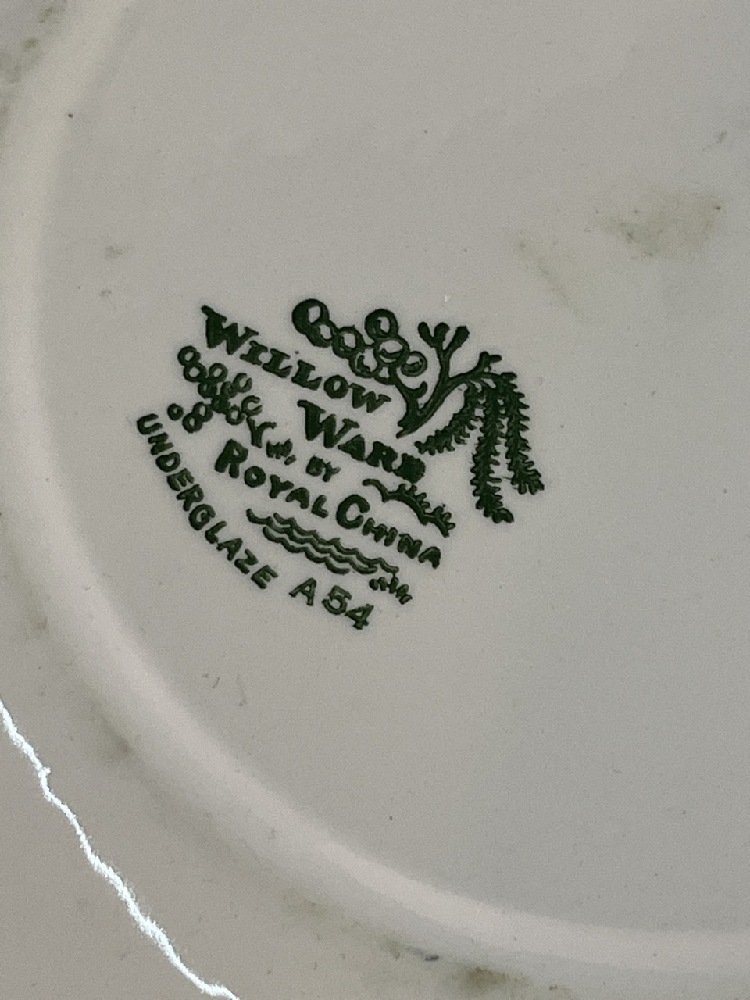 WILLOW
WARE
BY
ROYAL CHINA
UNDERGLAZE A54